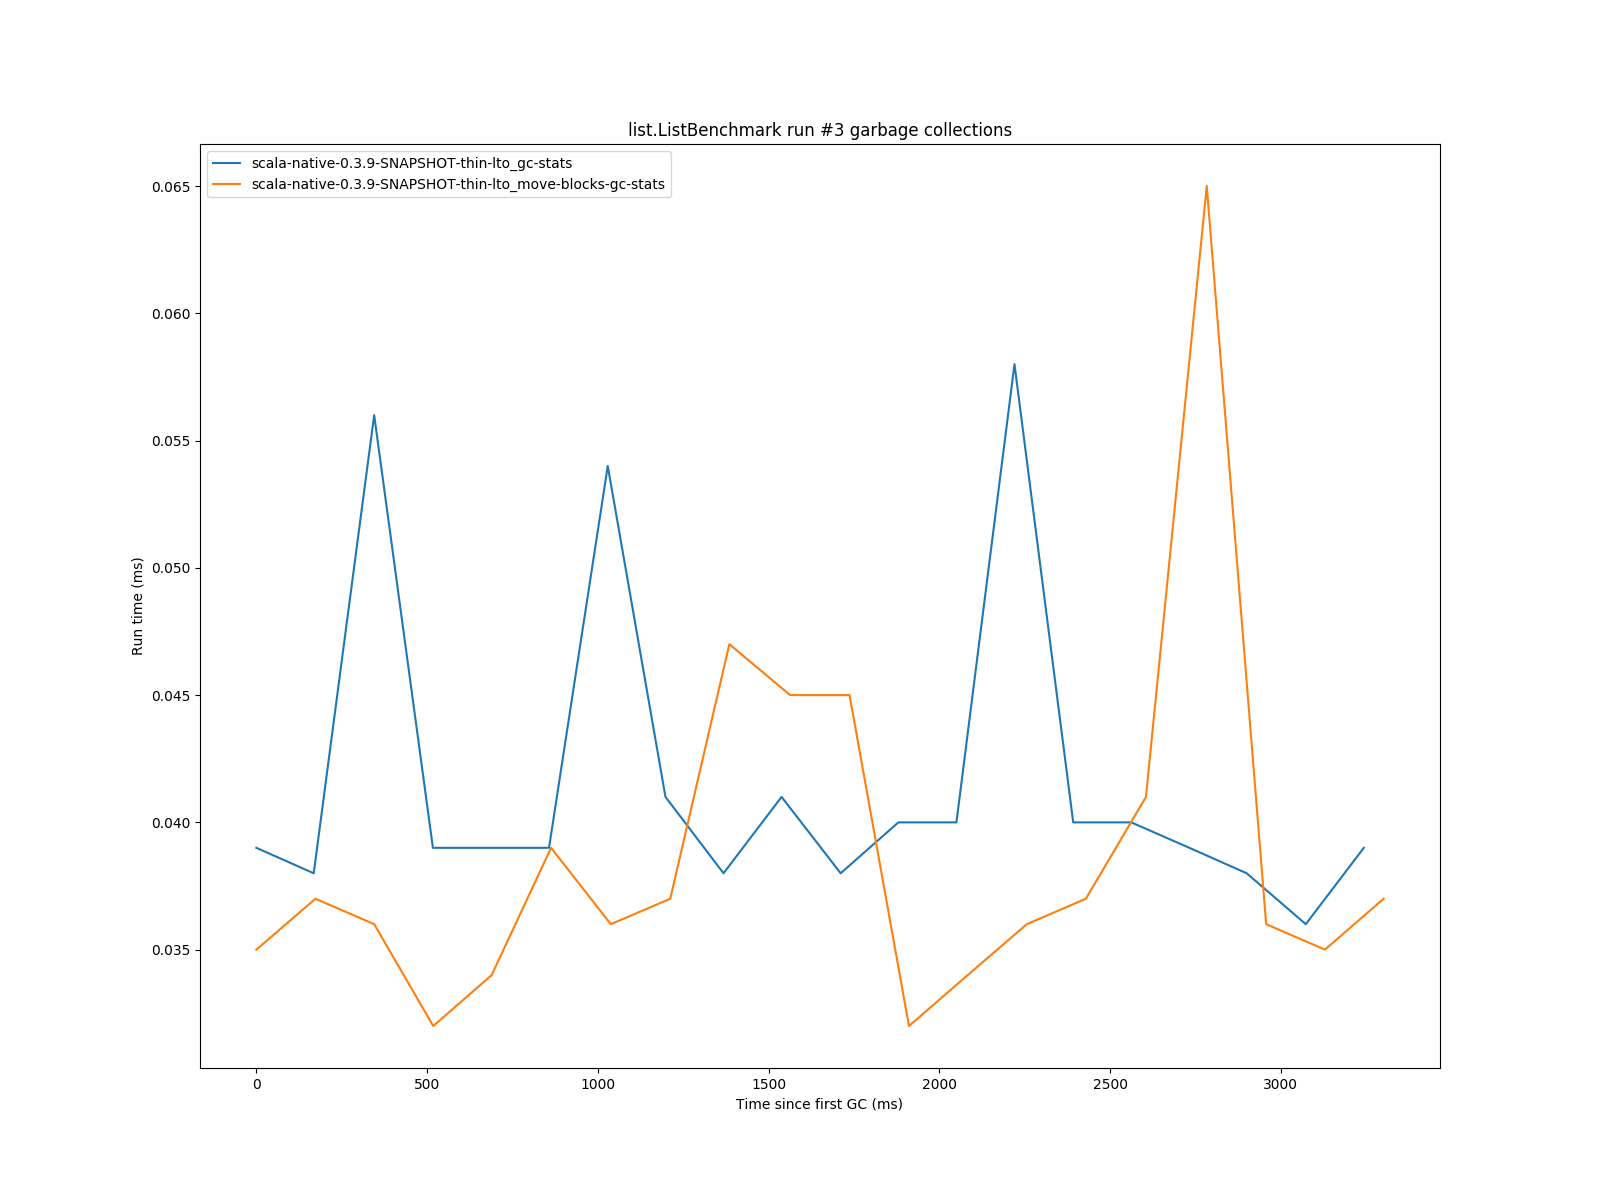 list.ListBenchmark run #3 garbage collections
scala-native-0.3.9-SNAPSHOT-thin-lto_gc-stats
scala-native-0.3.9-SNAPSHOT-thin-lto_move-blocks-gc-stats
0.065
0.060
0.055
0.050
0.045
0.040
0.035
Run time (ms)
0 500 1000 1500 2000 2500 3000
Time since first GC (ms)